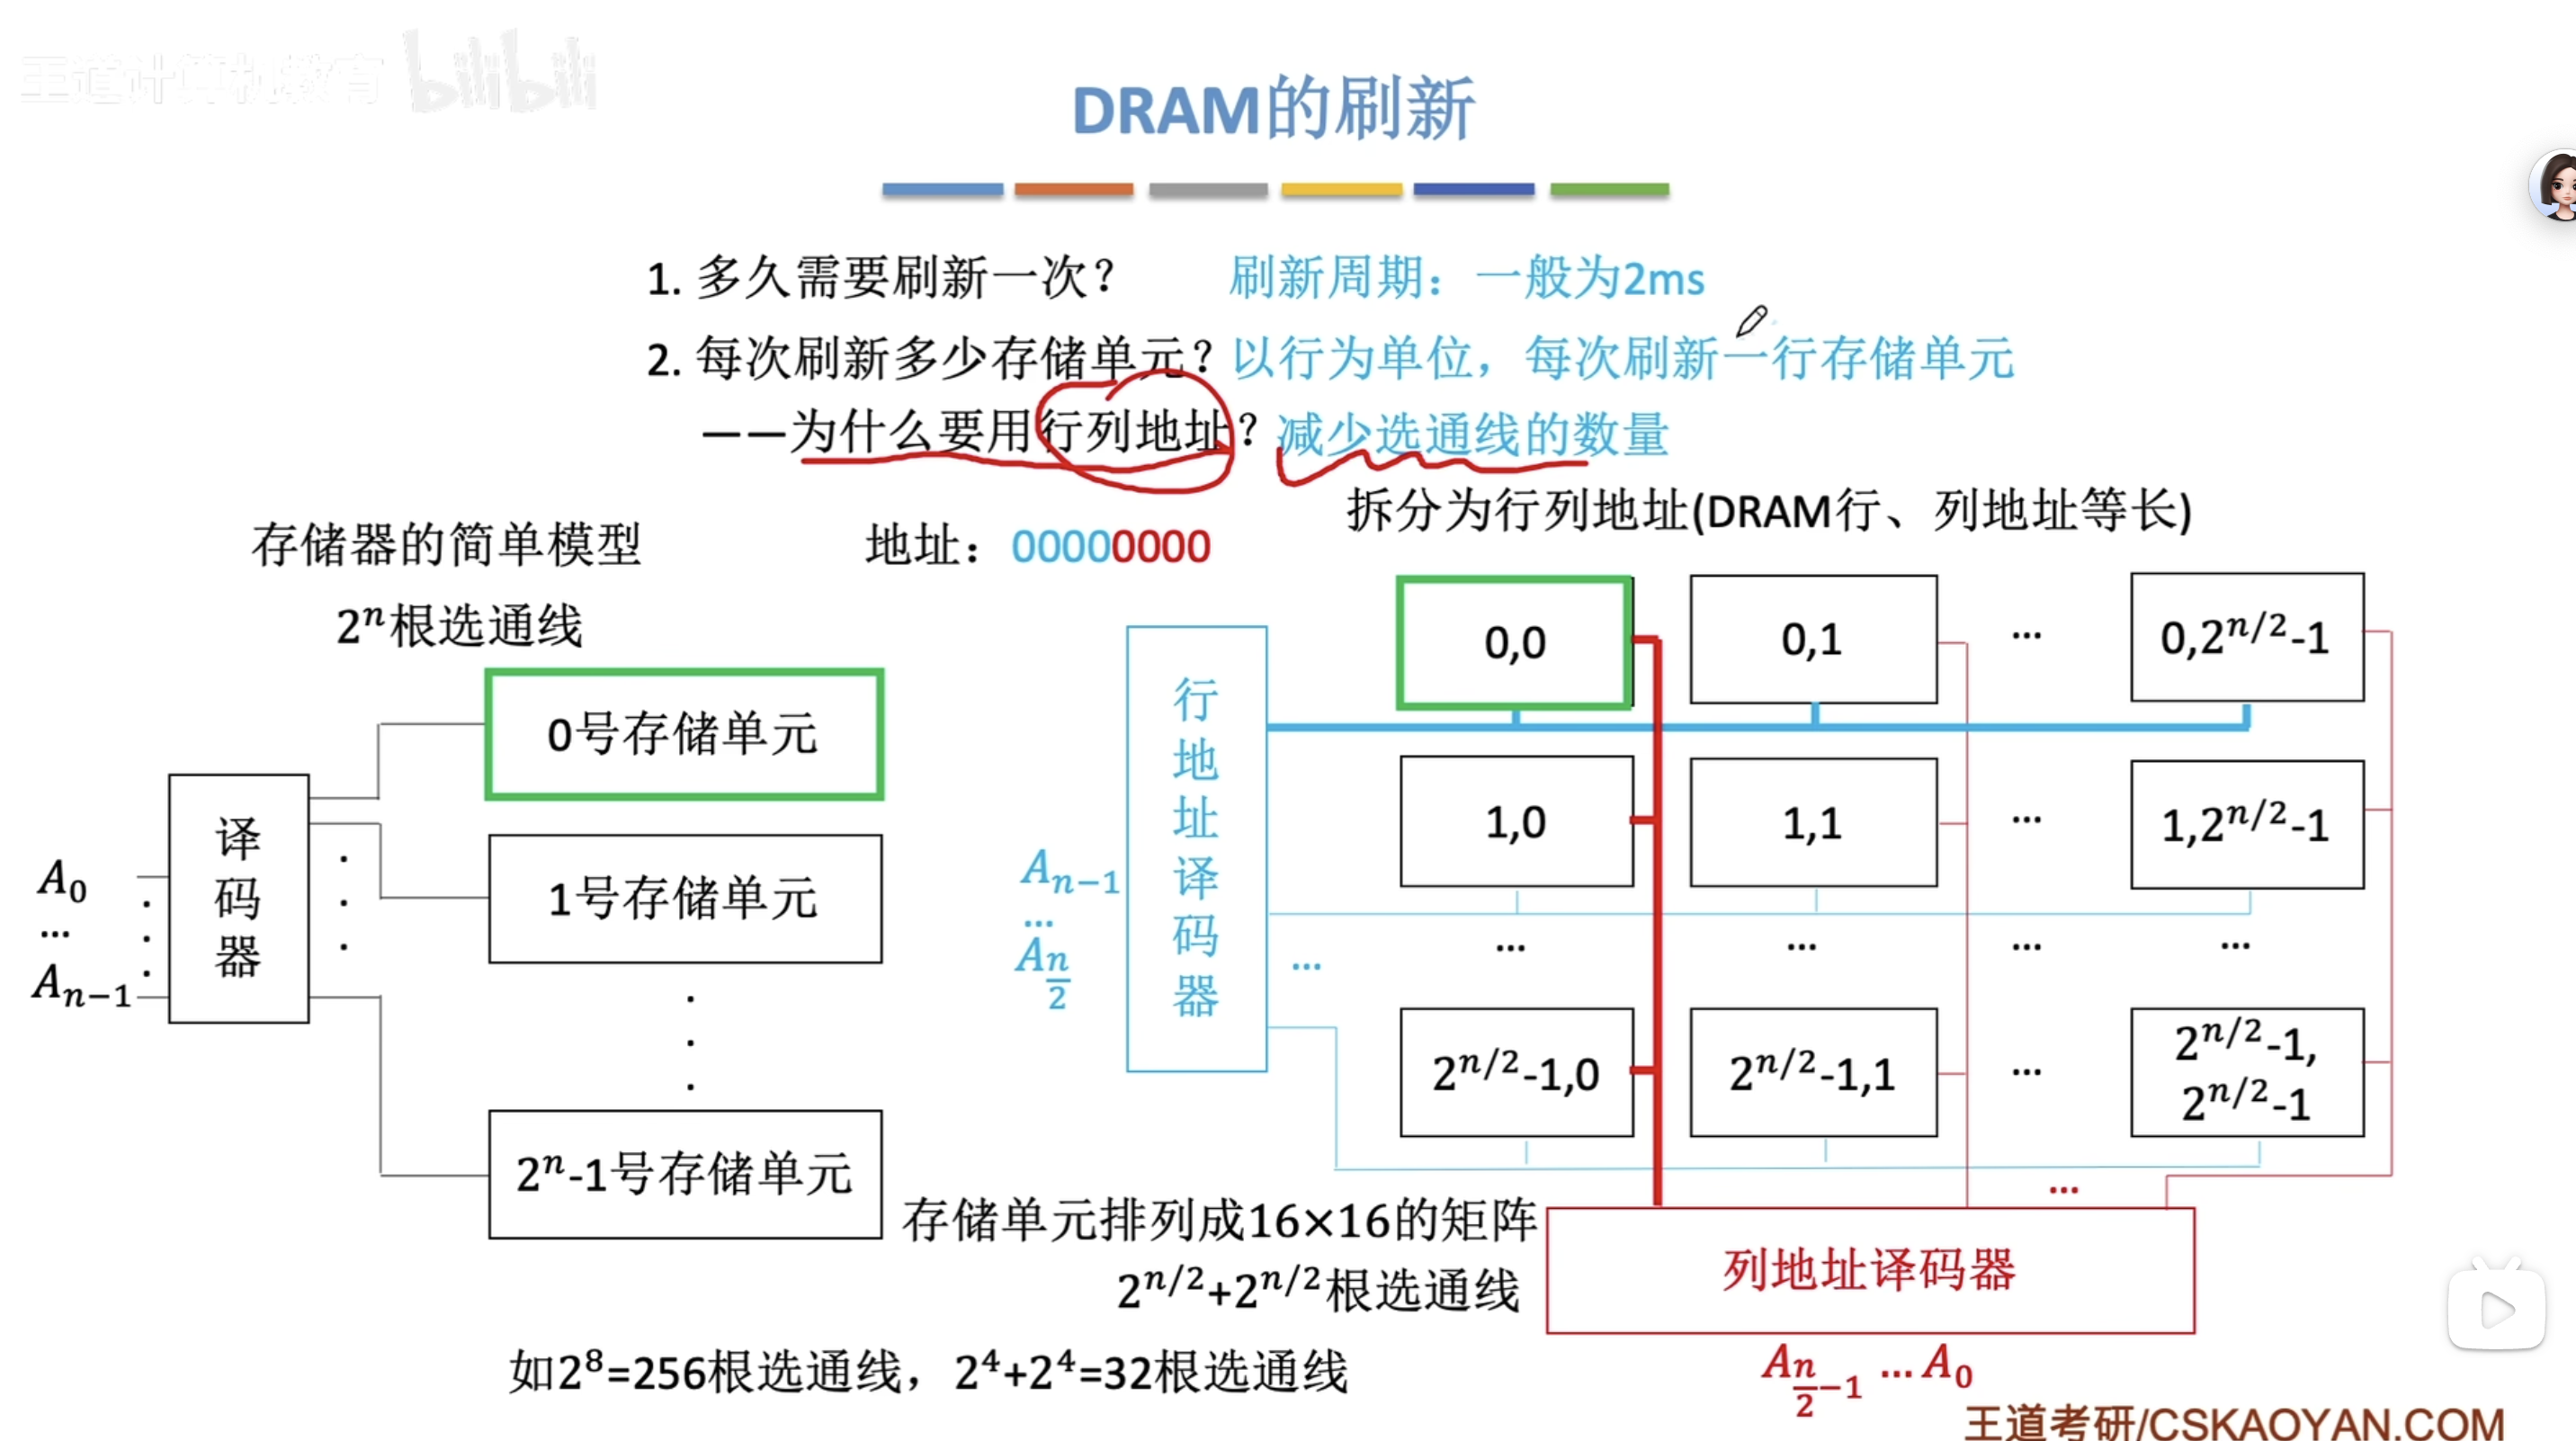 王道计算机教育 bilibili
DRAM的刷新
1. 多久需要刷新一次？ 刷新周期：一般为2ms
2. 每次刷新多少存储单元？以行为单位，每次刷新一行存储单元
——为什么要用行列地址？减少选通线的数量
存储器的简单模型
2ⁿ根选通线
地址：00000000
拆分为行列地址(DRAM行、列地址等长)
A₀
...
Aₙ₋₁
译码器
0号存储单元
1号存储单元
2ⁿ-1号存储单元
Aₙ₋₁
...
A_{n/2}
行地址译码器
0,0 0,1 ... 0,2^{n/2}-1
1,0 1,1 ... 1,2^{n/2}-1
... ... ... ... ...
2^{n/2}-1,0 2^{n/2}-1,1 ... 2^{n/2}-1,
2^{n/2}-1
...
列地址译码器
A_{n/2-1} ... A₀
存储单元排列成16×16的矩阵
2^{n/2}+2^{n/2}根选通线
如2⁸=256根选通线，2⁴+2⁴=32根选通线
王道考研/CSKAOYAN.COM